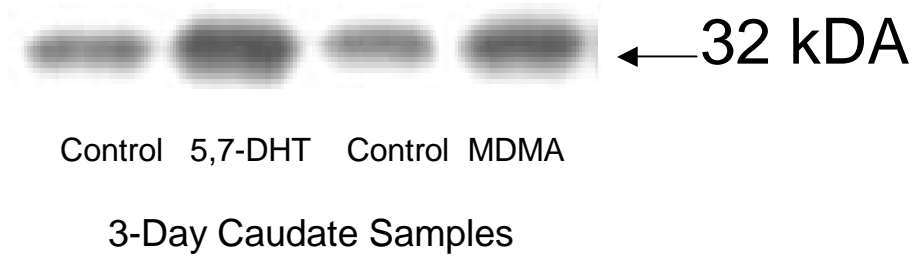 32 kDA
Control 5,7-DHT Control MDMA
3-Day Caudate Samples